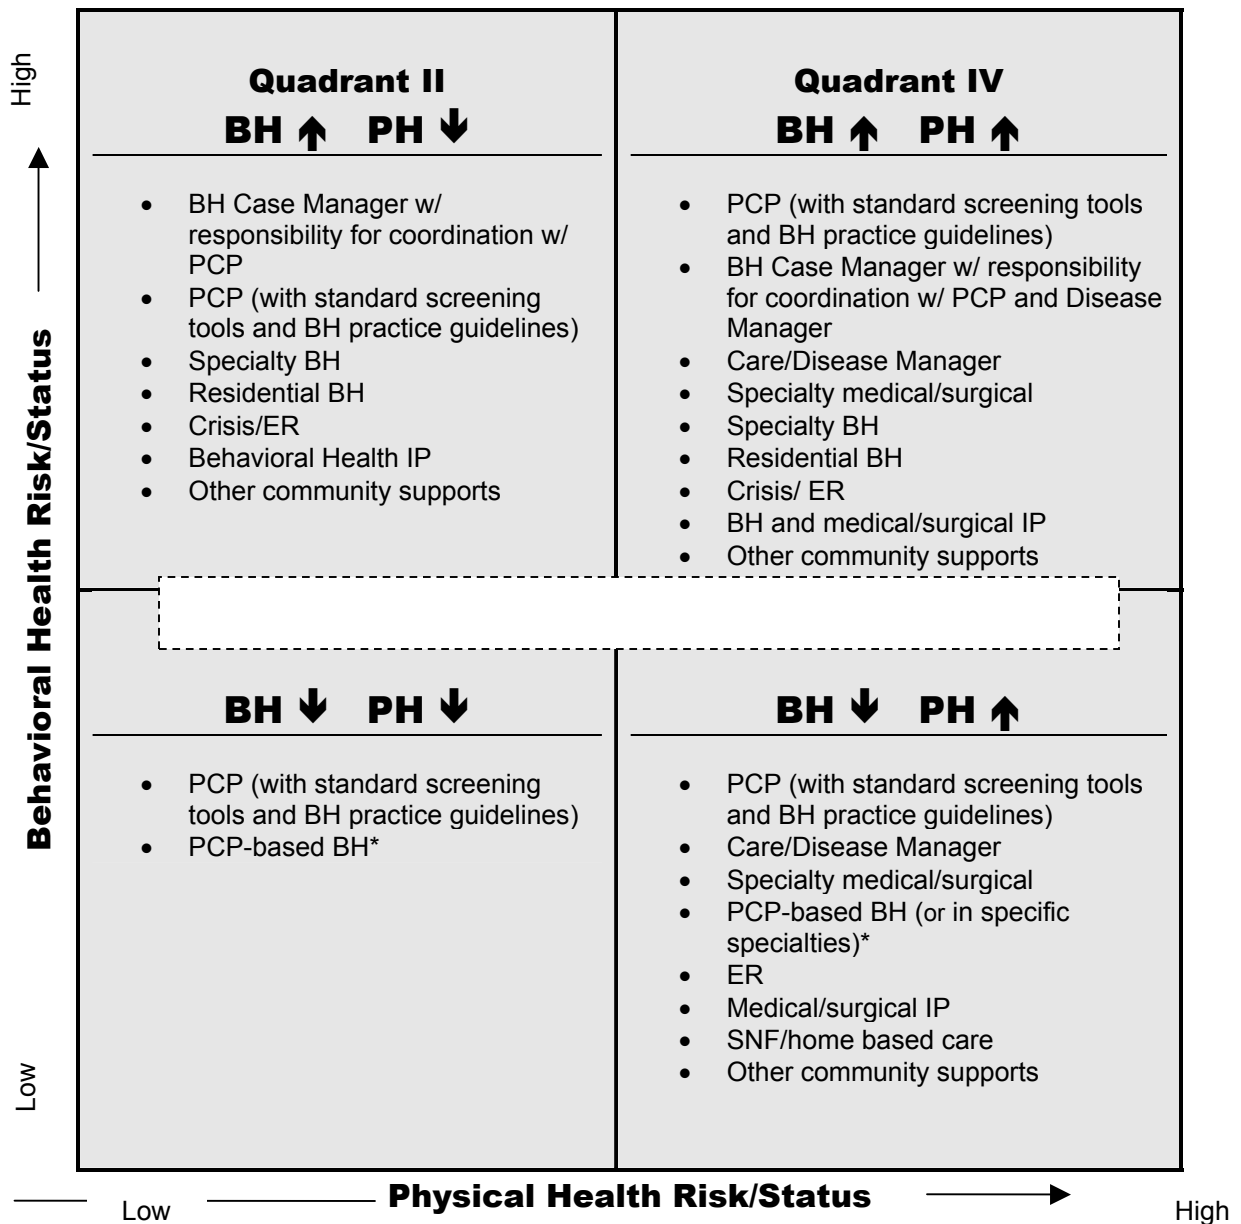 High
Behavioral Health Risk/Status
Low
Quadrant II
BH ↑ PH ↓
• BH Case Manager w/
responsibility for coordination w/
PCP
• PCP (with standard screening
tools and BH practice guidelines)
• Specialty BH
• Residential BH
• Crisis/ER
• Behavioral Health IP
• Other community supports
Quadrant IV
BH ↑ PH ↑
• PCP (with standard screening tools
and BH practice guidelines)
• BH Case Manager w/ responsibility
for coordination w/ PCP and Disease
Manager
• Care/Disease Manager
• Specialty medical/surgical
• Specialty BH
• Residential BH
• Crisis/ ER
• BH and medical/surgical IP
• Other community supports
BH ↓ PH ↓
• PCP (with standard screening
tools and BH practice guidelines)
• PCP-based BH*
BH ↓ PH ↑
• PCP (with standard screening tools
and BH practice guidelines)
• Care/Disease Manager
• Specialty medical/surgical
• PCP-based BH (or in specific
specialties)*
• ER
• Medical/surgical IP
• SNF/home based care
• Other community supports
Low
Physical Health Risk/Status
High